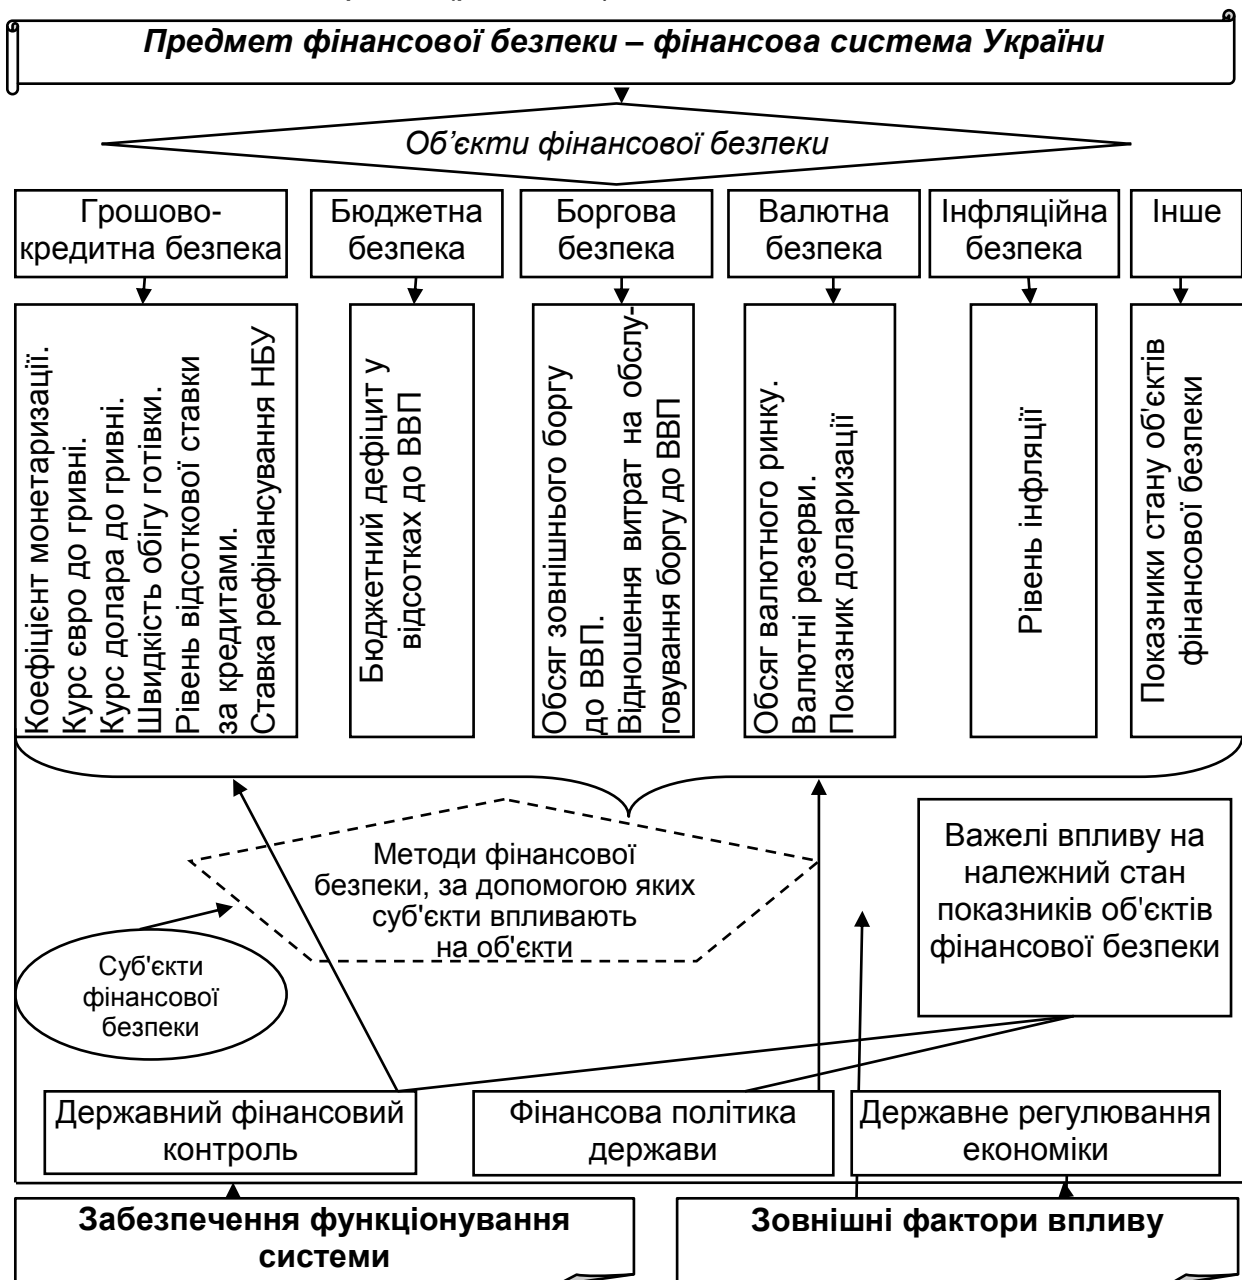 Предмет фінансової безпеки – фінансова система України
Об’єкти фінансової безпеки
Грошово-
кредитна безпека
Бюджетна
безпека
Боргова
безпека
Валютна
безпека
Інфляційна
безпека
Інше
Коефіцієнт монетаризації.
Курс євро до гривні.
Курс долара до гривні.
Швидкість обігу готівки.
Рівень відсоткової ставки
за кредитами.
Ставка рефінансування НБУ
Бюджетний дефіцит у
відсотках до ВВП
Обсяг зовнішнього боргу
до ВВП.
Відношення витрат на обслу-
говування боргу до ВВП
Обсяг валютного ринку.
Валютні резерви.
Показник доларизації
Рівень інфляції
Показники стану об'єктів
фінансової безпеки
Методи фінансової
безпеки, за допомогою яких
суб'єкти впливають
на об'єкти
Важелі впливу на
належний стан
показників об'єктів
фінансової безпеки
Суб'єкти
фінансової
безпеки
Державний фінансовий
контроль
Фінансова політика
держави
Державне регулювання
економіки
Забезпечення функціонування
системи
Зовнішні фактори впливу